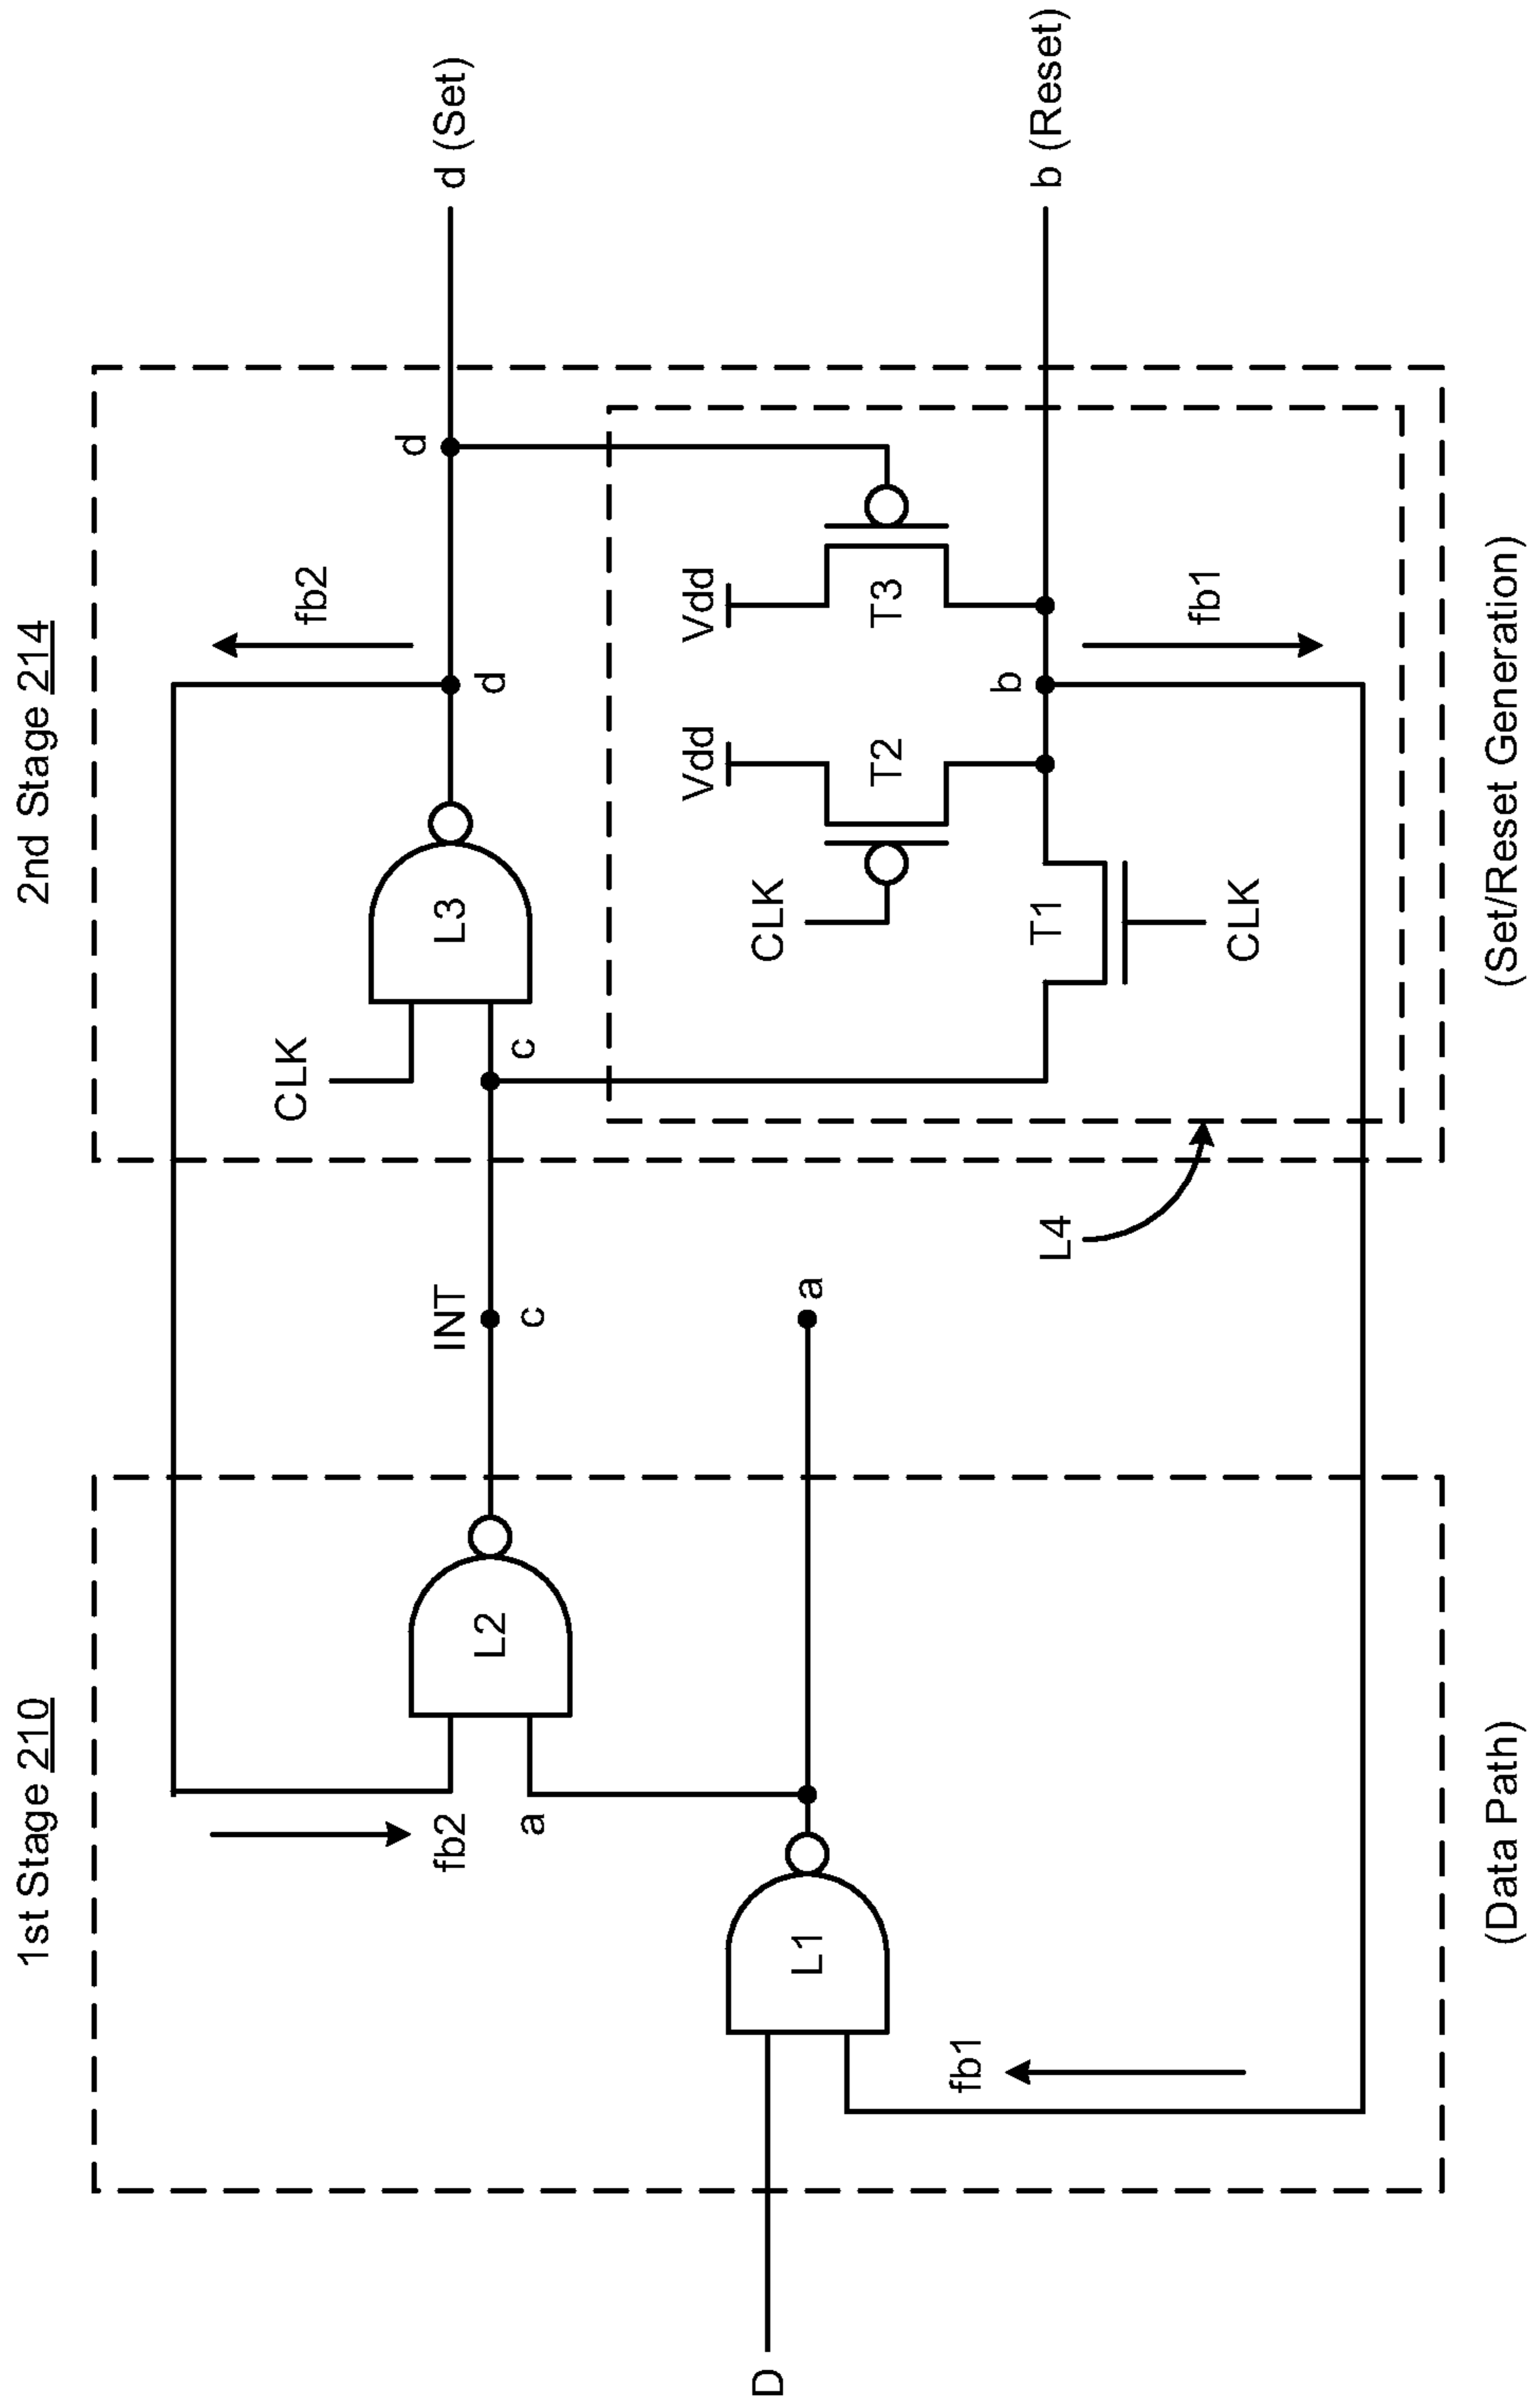 1st Stage 210
2nd Stage 214
fb2
d (Set)
CLK
d
fb2
INT
L3
d
L2
c
c
a
Vdd
Vdd
D
L1
a
CLK
T2
T3
fb1
L4
T1
b
b (Reset)
CLK
fb1
(Data Path)
(Set/Reset Generation)